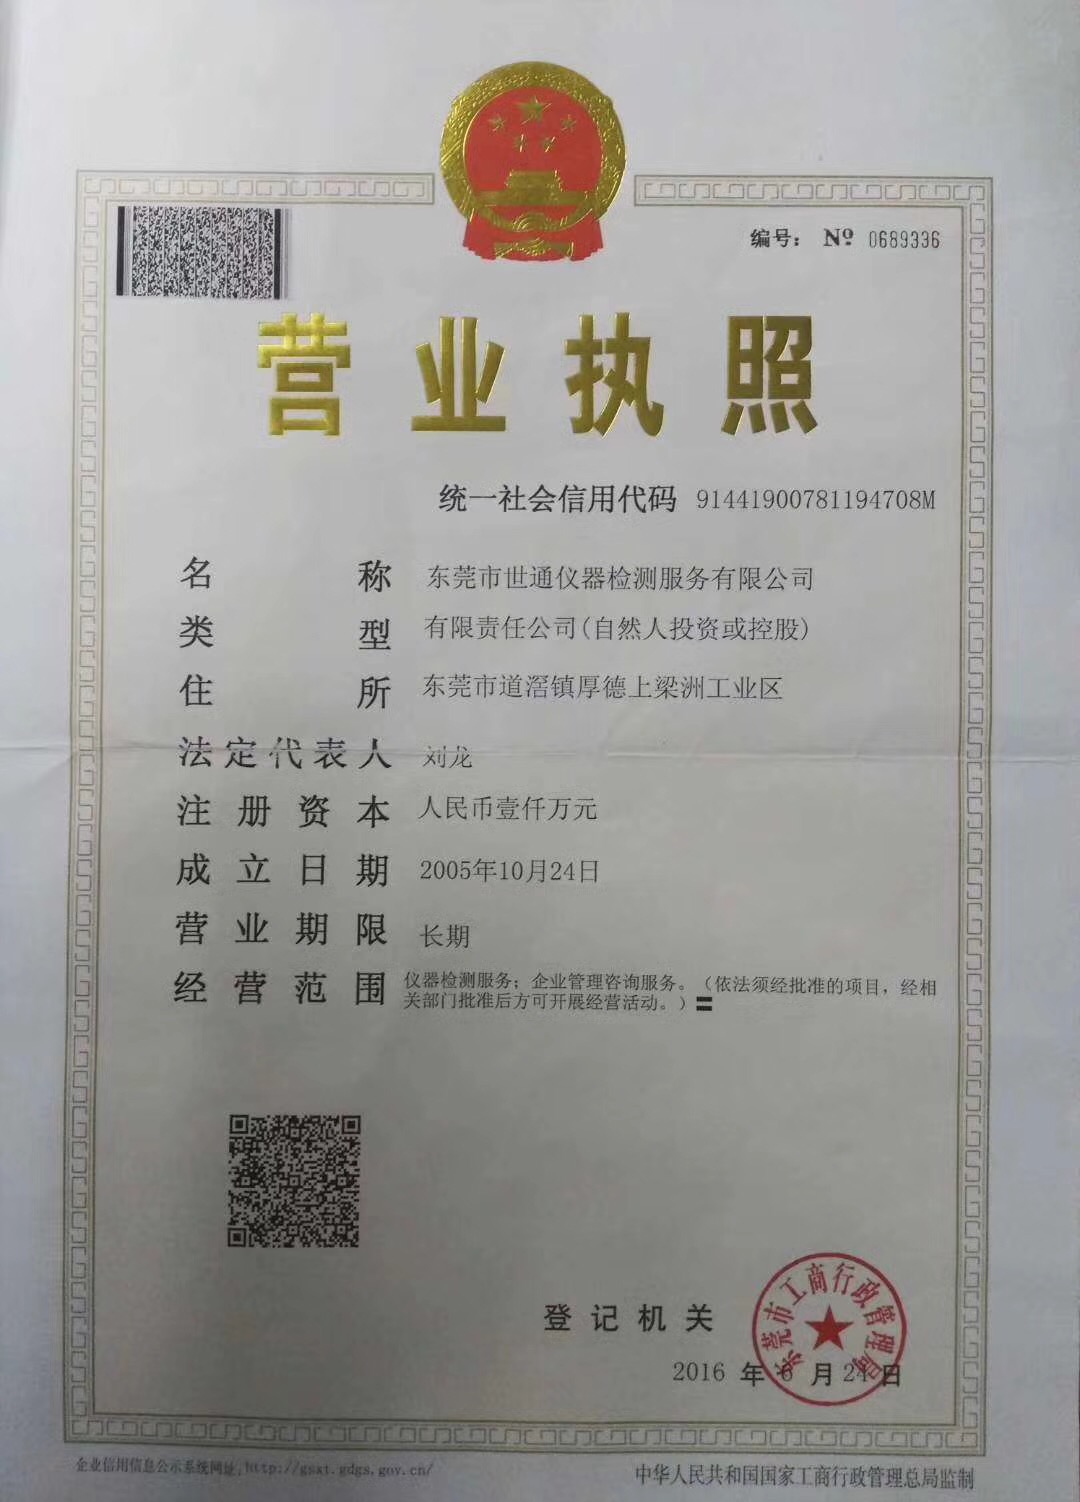 编号: Nº 0689336
营业执照
统一社会信用代码 91441900781194708M
名称 东莞市世通仪器检测服务有限公司
类型 有限责任公司(自然人投资或控股)
住所 东莞市道滘镇厚德上梁洲工业区
法定代表人 刘龙
注册资本 人民币壹仟万元
成立日期 2005年10月24日
营业期限 长期
经营范围 仪器检测服务；企业管理咨询服务。（依法须经批准的项目，经相
关部门批准后方可开展经营活动。）
东莞市工商行政管理局
登记机关
2016 年 6 月 24 日
企业信用信息公示系统网址:http://gsxt.gdgs.gov.cn/
中华人民共和国国家工商行政管理总局监制